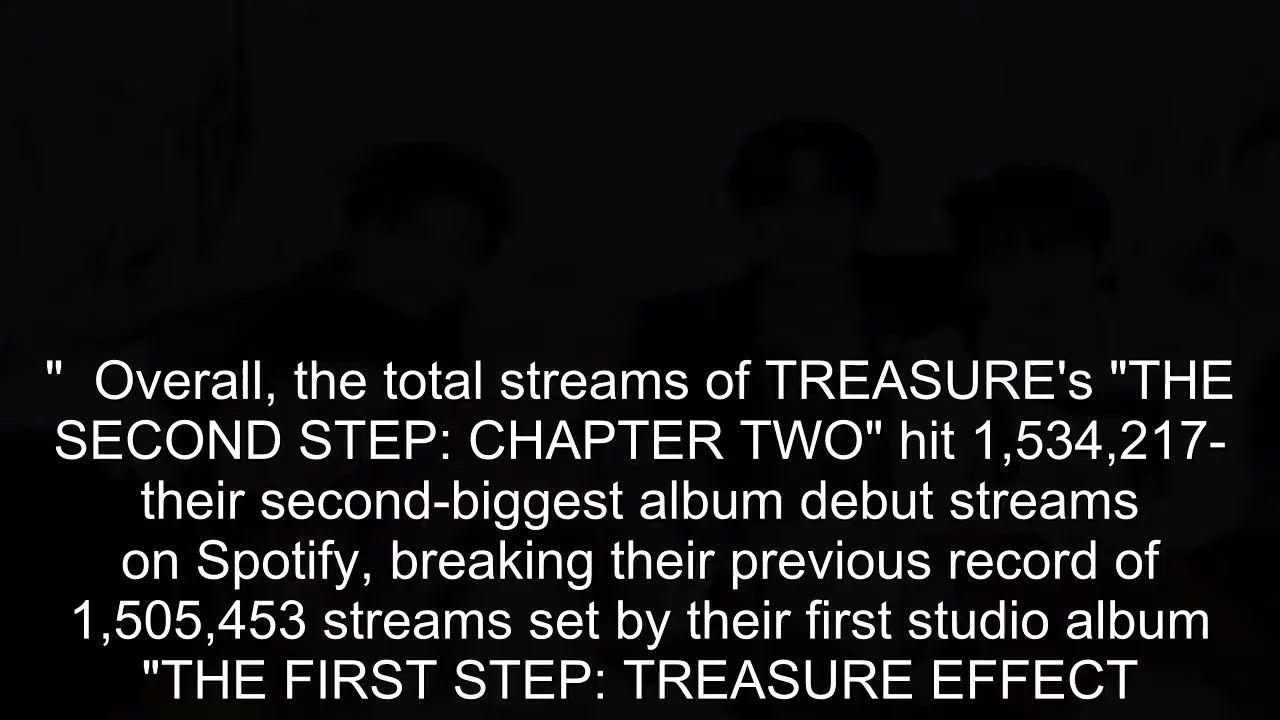 "  Overall, the total streams of TREASURE's "THE
SECOND STEP: CHAPTER TWO" hit 1,534,217-
their second-biggest album debut streams
on Spotify, breaking their previous record of
1,505,453 streams set by their first studio album
"THE FIRST STEP: TREASURE EFFECT